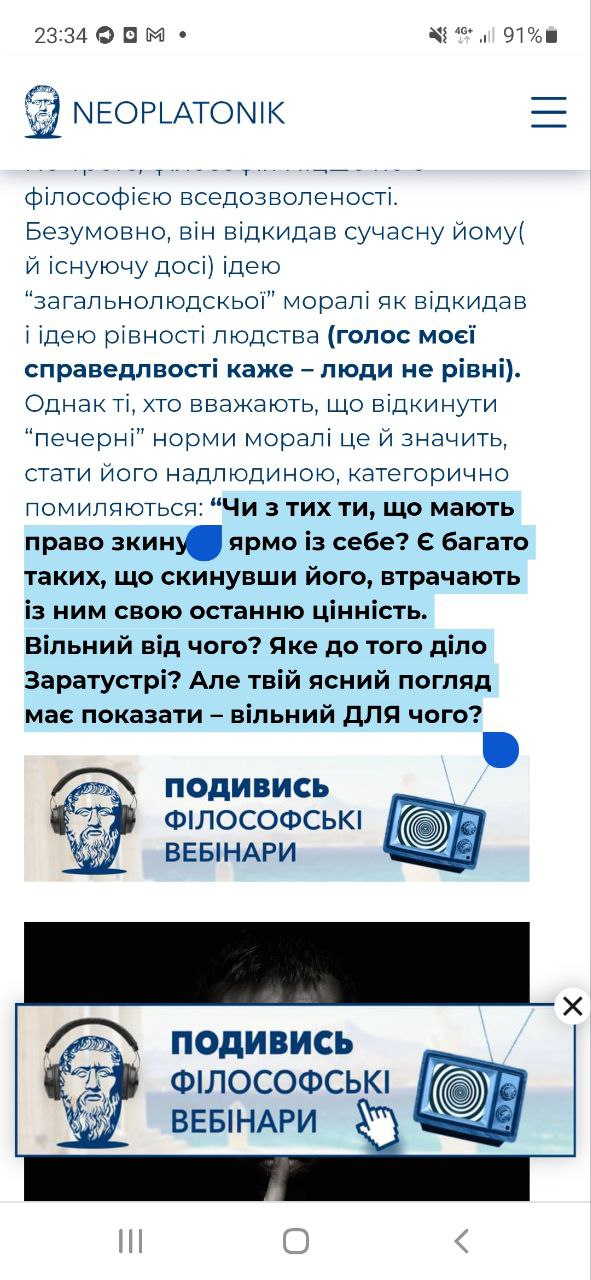 23:34
4G+
91%
NEOPLATONIK
філософією вседозволеності.
Безумовно, він відкидав сучасну йому(
й існуючу досі) ідею
“загальнолюдскьої” моралі як відкидав
і ідею рівності людства (голос моєї
справедлвості каже – люди не рівні).
Однак ті, хто вважають, що відкинути
“печерні” норми моралі це й значить,
стати його надлюдиною, категорично
помиляються: “Чи з тих ти, що мають
право зкину ярмо із себе? Є багато
таких, що скинувши його, втрачають
із ним свою останню цінність.
Вільний від чого? Яке до того діло
Заратустрі? Але твій ясний погляд
має показати – вільний ДЛЯ чого?
ПОДИВИСЬ
ФІЛОСОФСЬКІ
ВЕБІНАРИ
ПОДИВИСЬ
ФІЛОСОФСЬКІ
ВЕБІНАРИ